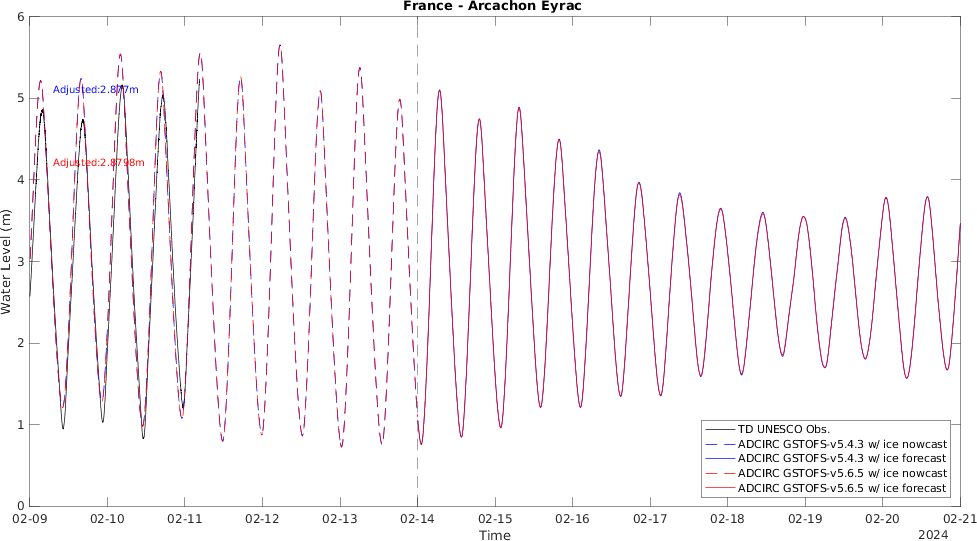 France - Arcachon Eyrac
Water Level (m)
6
5
4
3
2
1
0
Adjusted:2.877m
Adjusted:2.8798m
TD UNESCO Obs.
ADCIRC GSTOFS-v5.4.3 w/ ice nowcast
ADCIRC GSTOFS-v5.4.3 w/ ice forecast
ADCIRC GSTOFS-v5.6.5 w/ ice nowcast
ADCIRC GSTOFS-v5.6.5 w/ ice forecast
02-09 02-10 02-11 02-12 02-13 02-14 02-15 02-16 02-17 02-18 02-19 02-20 02-21
Time
2024